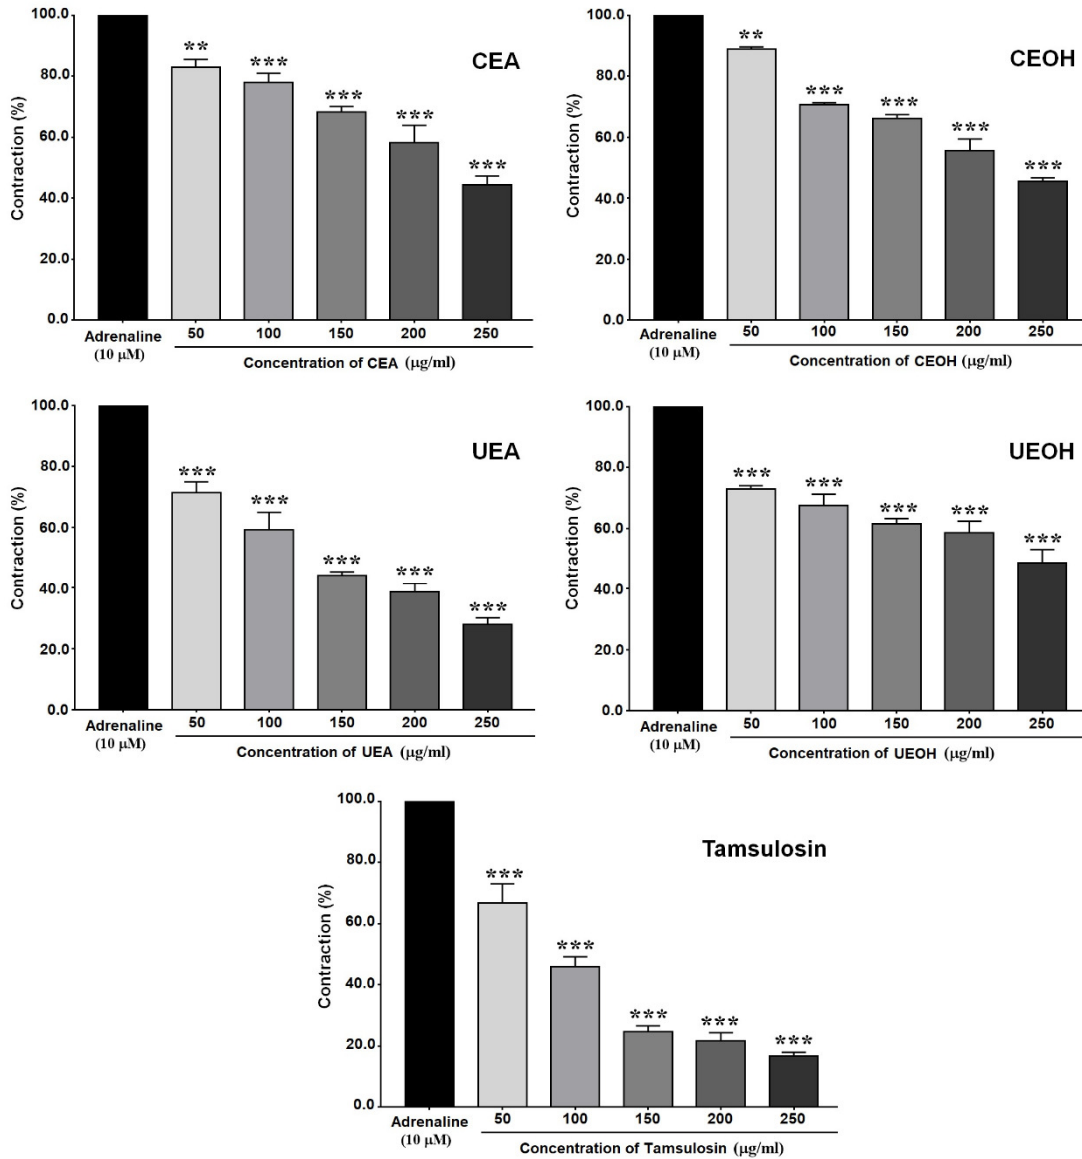 CEA
Contraction (%)
100.0
80.0
60.0
40.0
20.0
0.0
** *** *** *** ***
Adrenaline 50 100 150 200 250
(10 μM)
Concentration of CEA (μg/ml)
CEOH
Contraction (%)
100.0
80.0
60.0
40.0
20.0
0.0
** *** *** *** ***
Adrenaline 50 100 150 200 250
(10 μM)
Concentration of CEOH (μg/ml)
UEA
Contraction (%)
100.0
80.0
60.0
40.0
20.0
0.0
*** *** *** *** ***
Adrenaline 50 100 150 200 250
(10 μM)
Concentration of UEA (μg/ml)
UEOH
Contraction (%)
100.0
80.0
60.0
40.0
20.0
0.0
*** *** *** *** ***
Adrenaline 50 100 150 200 250
(10 μM)
Concentration of UEOH (μg/ml)
Tamsulosin
Contraction (%)
100.0
80.0
60.0
40.0
20.0
0.0
*** *** *** *** ***
Adrenaline 50 100 150 200 250
(10 μM)
Concentration of Tamsulosin (μg/ml)